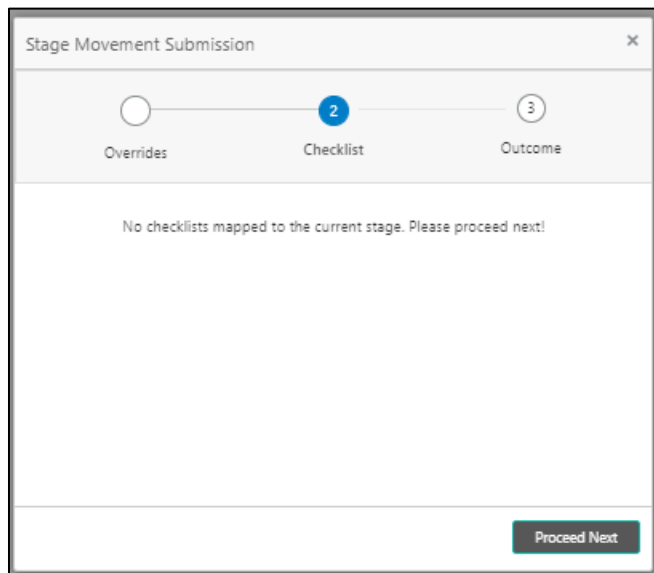 Stage Movement Submission
×
2
3
Overrides
Checklist
Outcome
No checklists mapped to the current stage. Please proceed next!
Proceed Next